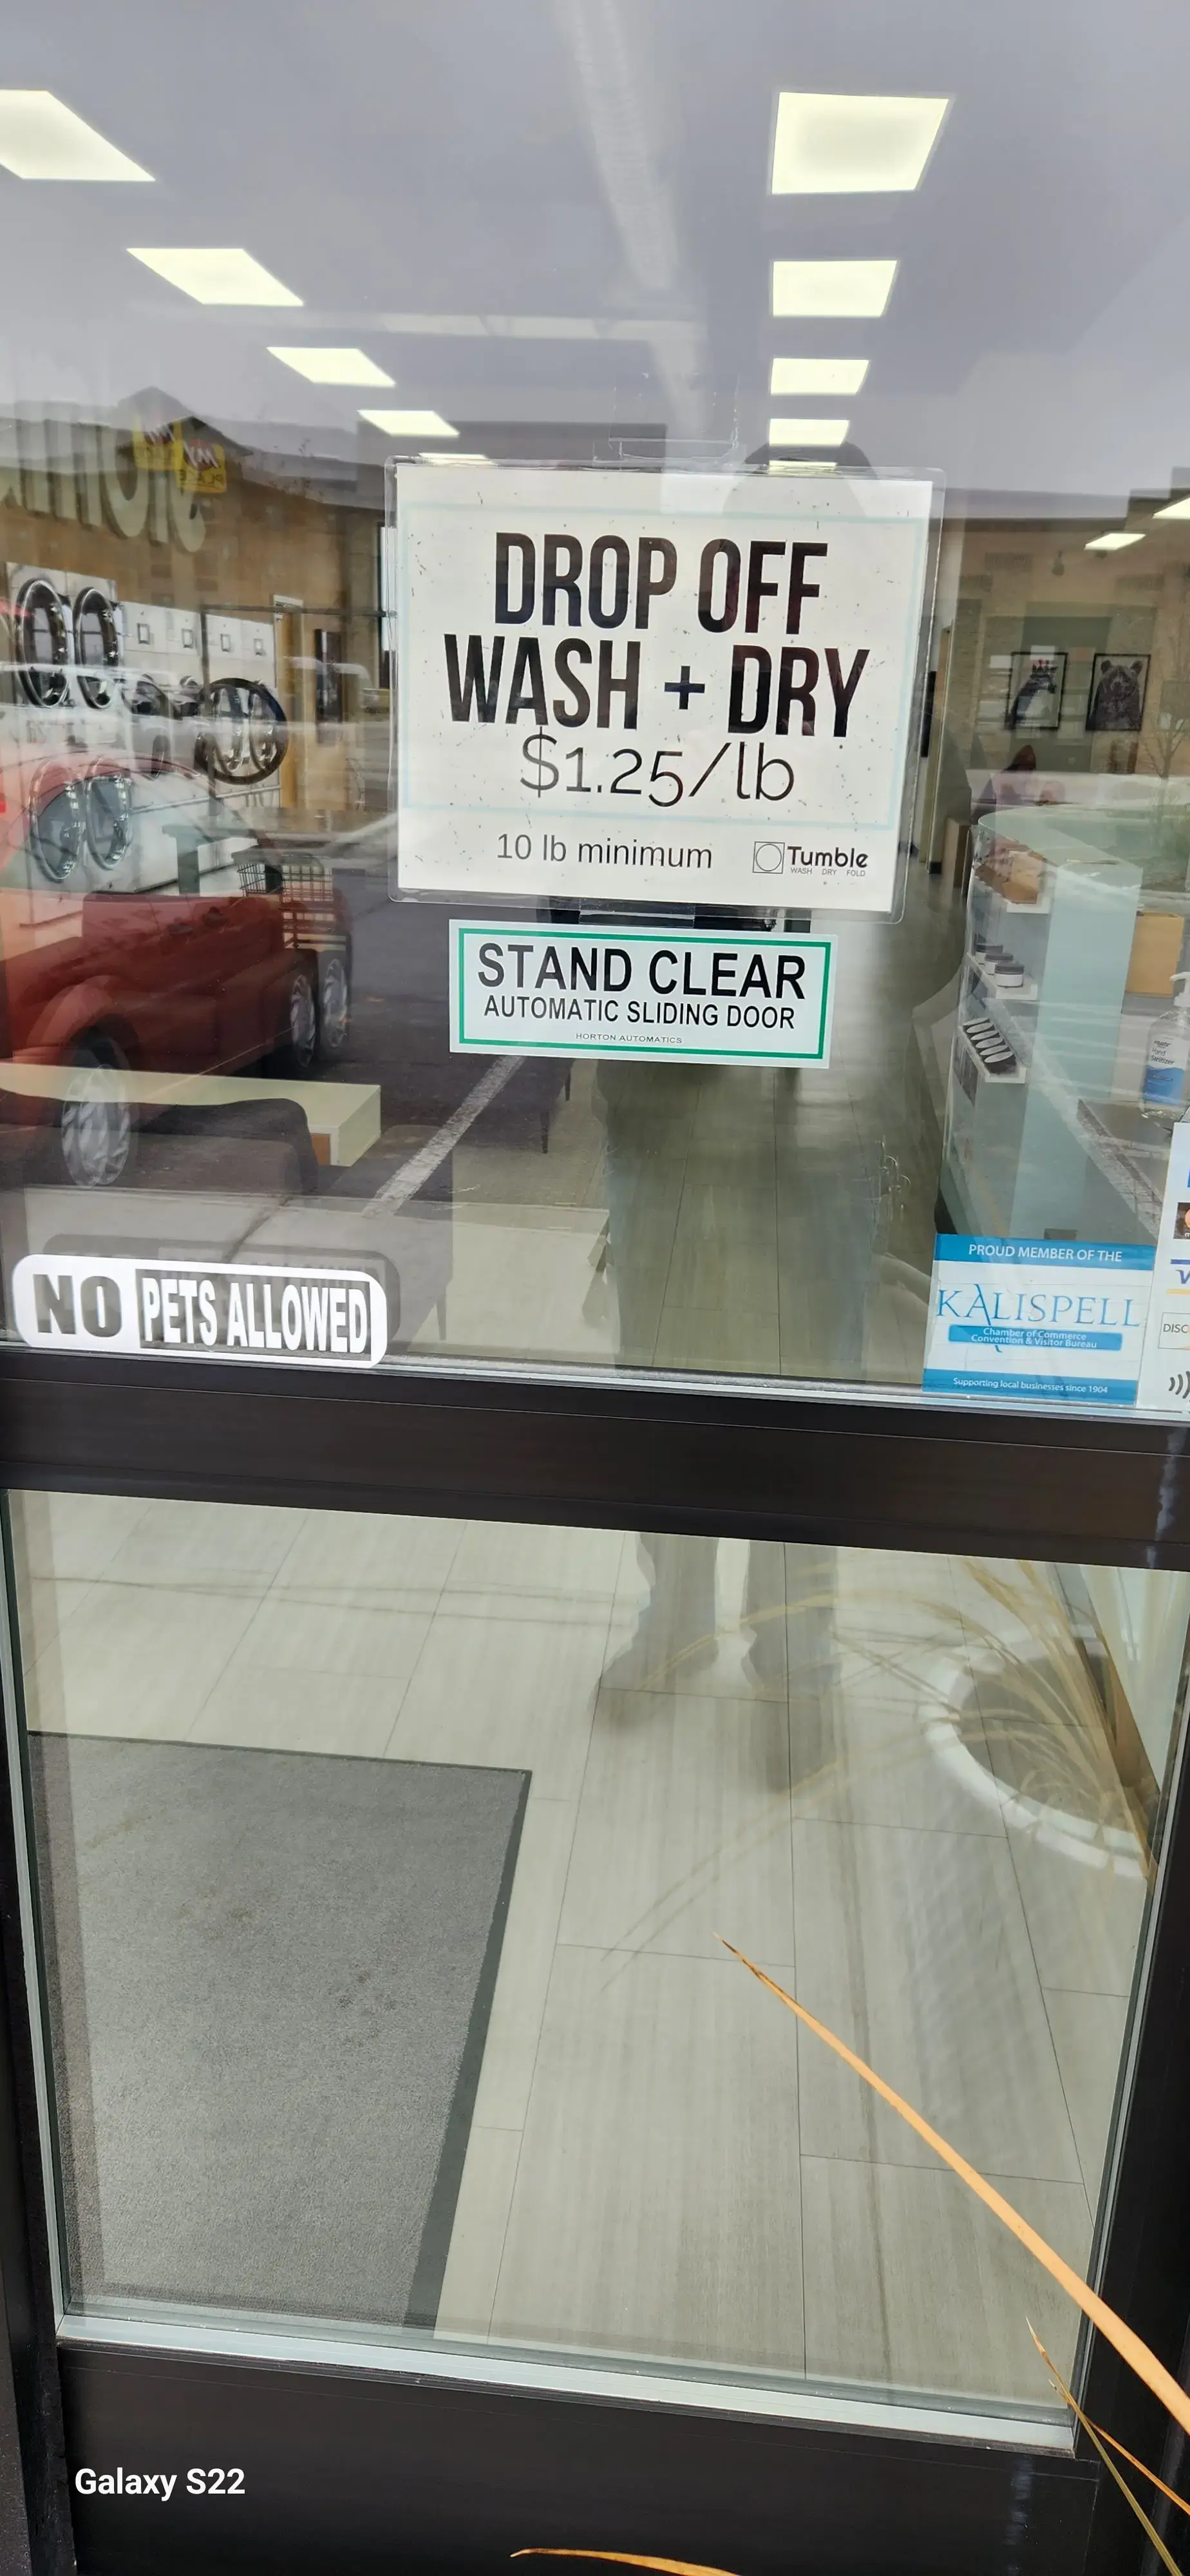 DROP OFF
WASH + DRY
$1.25/lb
10 lb minimum
Tumble
WASH DRY FOLD
STAND CLEAR
AUTOMATIC SLIDING DOOR
HORTON AUTOMATICS
NO PETS ALLOWED
PROUD MEMBER OF THE
KALISPELL
Chamber of Commerce
Convention & Visitor Bureau
Supporting local businesses since 1904
DISC
Galaxy S22